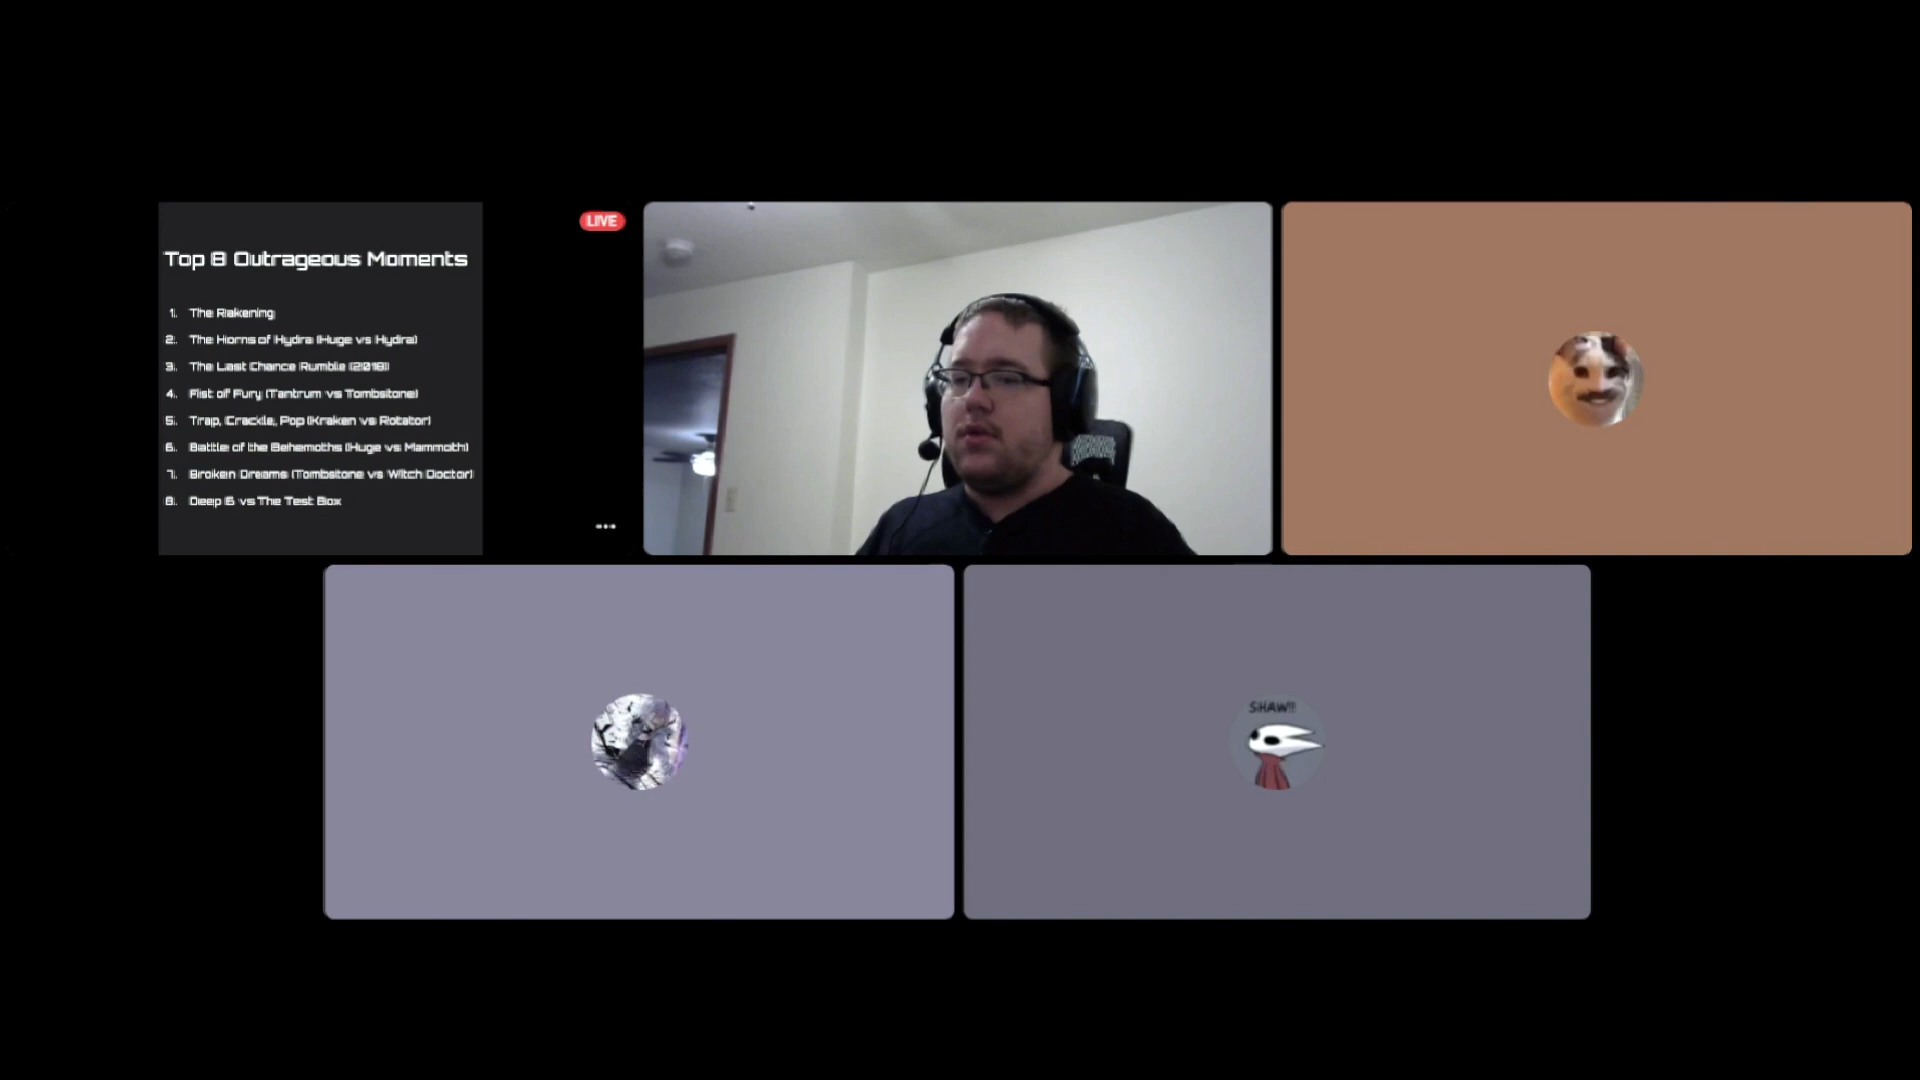 Top 8 Outrageous Moments
LIVE
1. The Rakening
2. The Horns of Hydra (Huge vs Hydra)
3. The Last Chance Rumble (2018)
4. Fist of Fury (Tantrum vs Tombstone)
5. Trap, Crackle, Pop (Kraken vs Rotator)
6. Battle of the Behemoths (Huge vs Mammoth)
7. Broken Dreams (Tombstone vs Witch Doctor)
8. Deep 6 vs The Test Box
SHAW!!